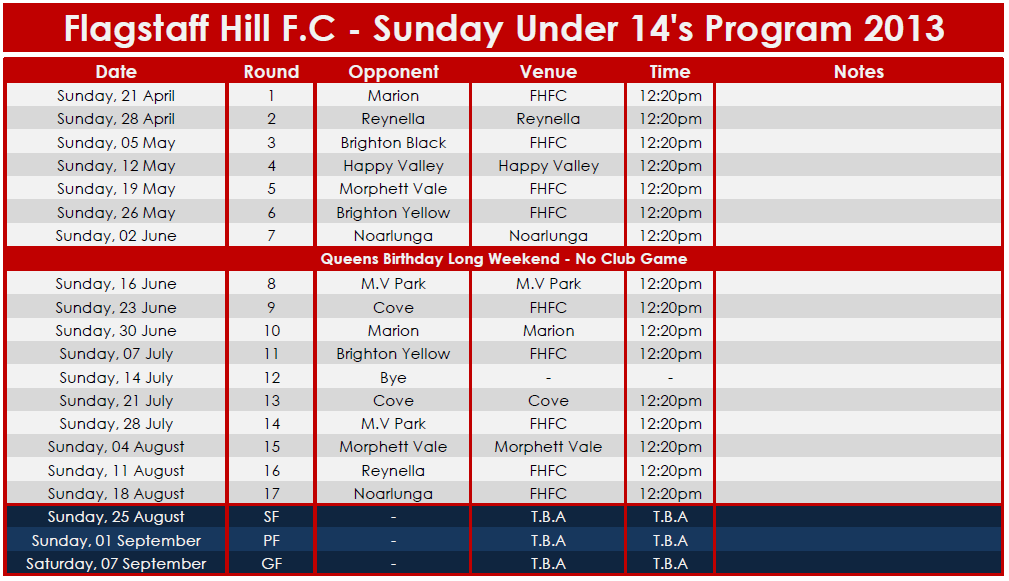 Flagstaff Hill F.C - Sunday Under 14's Program 2013
Date Round Opponent Venue Time Notes
Sunday, 21 April 1 Marion FHFC 12:20pm
Sunday, 28 April 2 Reynella Reynella 12:20pm
Sunday, 05 May 3 Brighton Black FHFC 12:20pm
Sunday, 12 May 4 Happy Valley Happy Valley 12:20pm
Sunday, 19 May 5 Morphett Vale FHFC 12:20pm
Sunday, 26 May 6 Brighton Yellow FHFC 12:20pm
Sunday, 02 June 7 Noarlunga Noarlunga 12:20pm
Queens Birthday Long Weekend - No Club Game
Sunday, 16 June 8 M.V Park M.V Park 12:20pm
Sunday, 23 June 9 Cove FHFC 12:20pm
Sunday, 30 June 10 Marion Marion 12:20pm
Sunday, 07 July 11 Brighton Yellow FHFC 12:20pm
Sunday, 14 July 12 Bye - -
Sunday, 21 July 13 Cove Cove 12:20pm
Sunday, 28 July 14 M.V Park FHFC 12:20pm
Sunday, 04 August 15 Morphett Vale Morphett Vale 12:20pm
Sunday, 11 August 16 Reynella FHFC 12:20pm
Sunday, 18 August 17 Noarlunga FHFC 12:20pm
Sunday, 25 August SF - T.B.A T.B.A
Sunday, 01 September PF - T.B.A T.B.A
Saturday, 07 September GF - T.B.A T.B.A